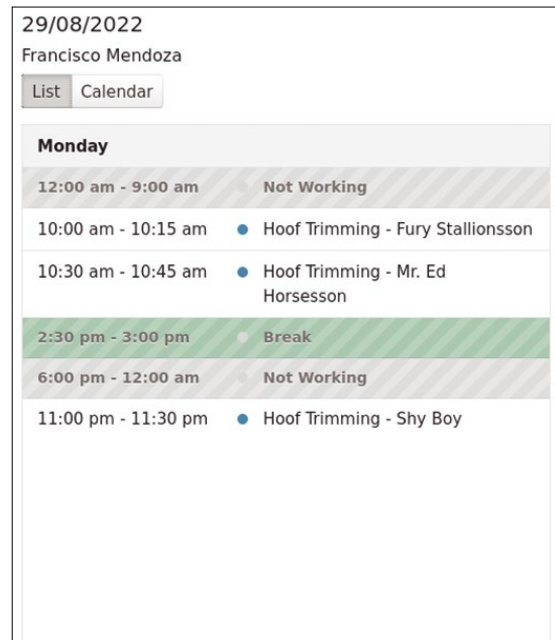 29/08/2022
Francisco Mendoza
List Calendar
Monday
12:00 am - 9:00 am Not Working
10:00 am - 10:15 am Hoof Trimming - Fury Stallionsson
10:30 am - 10:45 am Hoof Trimming - Mr. Ed
Horsesson
2:30 pm - 3:00 pm Break
6:00 pm - 12:00 am Not Working
11:00 pm - 11:30 pm Hoof Trimming - Shy Boy